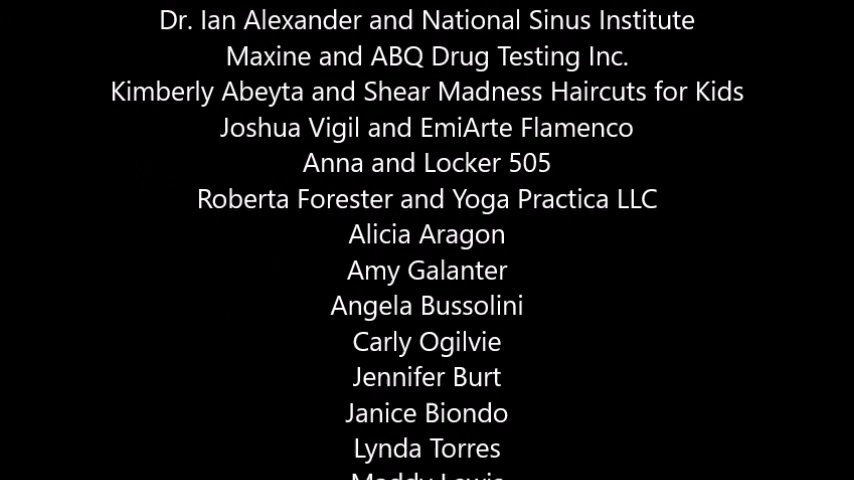 Dr. Ian Alexander and National Sinus Institute
Maxine and ABQ Drug Testing Inc.
Kimberly Abeyta and Shear Madness Haircuts for Kids
Joshua Vigil and EmiArte Flamenco
Anna and Locker 505
Roberta Forester and Yoga Practica LLC
Alicia Aragon
Amy Galanter
Angela Bussolini
Carly Ogilvie
Jennifer Burt
Janice Biondo
Lynda Torres
Maddy Lewis